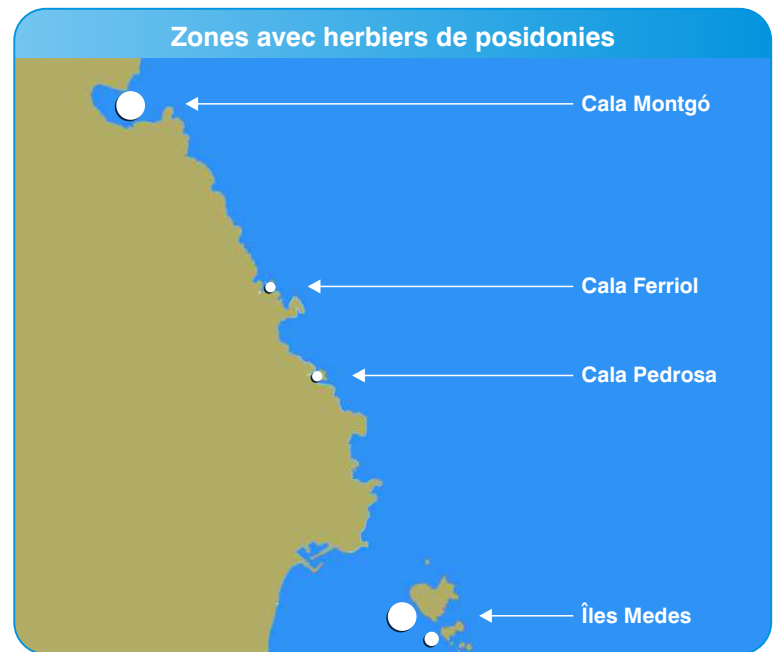 Zones avec herbiers de posidonies
Cala Montgó
Cala Ferriol
Cala Pedrosa
Îles Medes